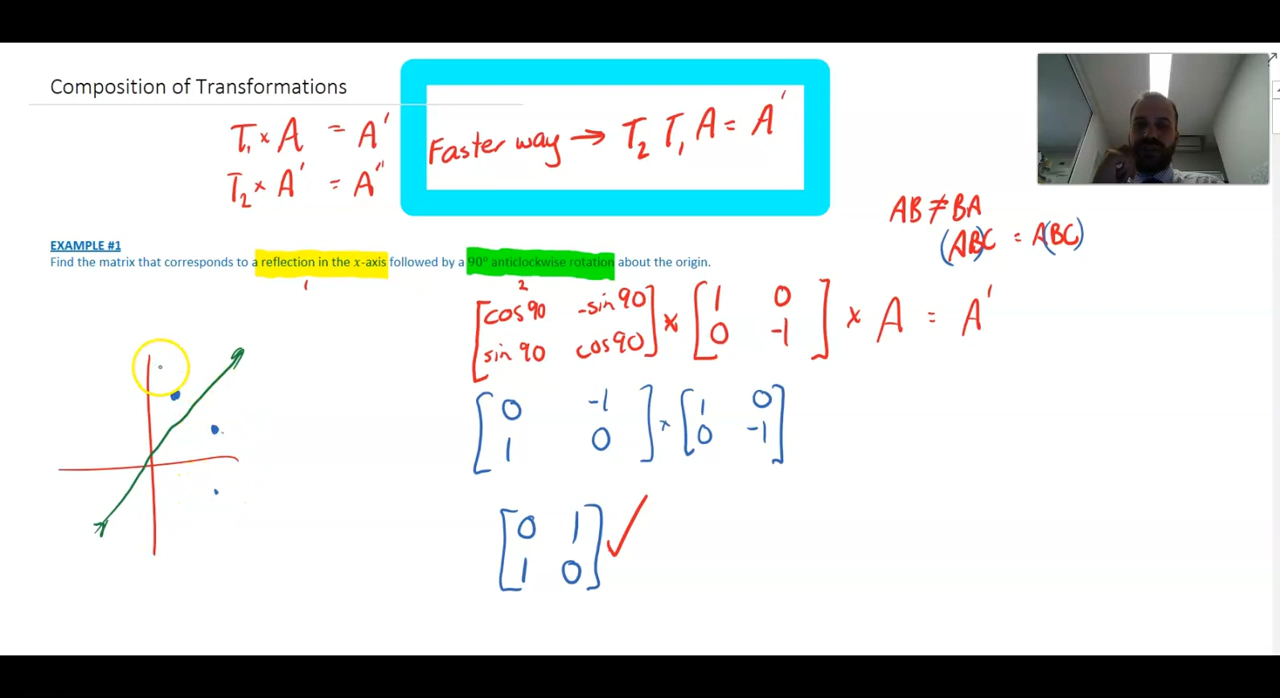 Composition of Transformations
T₁ × A = A'
T₂ × A' = A"
Faster way → T₂ T₁ A = A'
AB ≠ BA
(AB)C = A(BC)
EXAMPLE #1
Find the matrix that corresponds to a reflection in the x-axis followed by a 90° anticlockwise rotation about the origin.
1 2
[cos 90 -sin 90] × [1 0] × A = A'
[sin 90 cos 90] [0 -1]
[0 -1] × [1 0]
[1 0] [0 -1]
[0 1] ✓
[1 0]